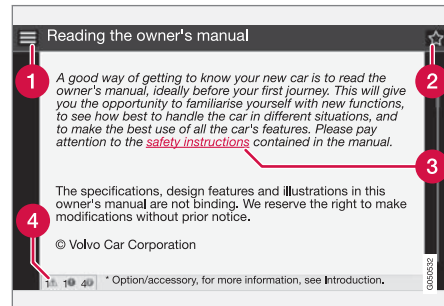 Reading the owner's manual
1
2
A good way of getting to know your new car is to read the
owner's manual, ideally before your first journey. This will give
you the opportunity to familiarise yourself with new functions,
to see how best to handle the car in different situations, and
to make the best use of all the car's features. Please pay
attention to the safety instructions contained in the manual.
3
The specifications, design features and illustrations in this
owner's manual are not binding. We reserve the right to make
modifications without prior notice.
4
© Volvo Car Corporation
1 1 4 * Option/accessory, for more information, see Introduction.
G050532